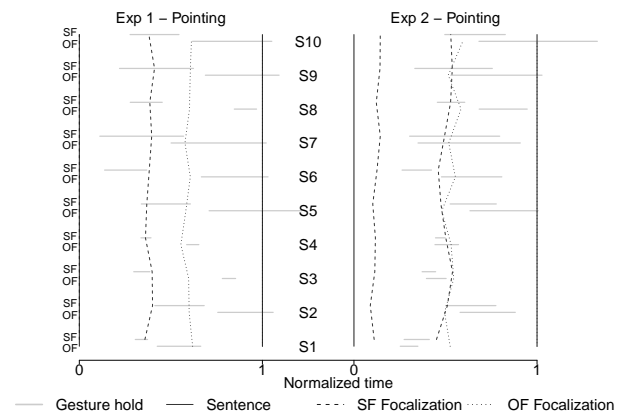 Exp 1 − Pointing
Exp 2 − Pointing
SF
OF
S10
SF
OF
S9
SF
OF
S8
SF
OF
S7
SF
OF
S6
SF
OF
S5
SF
OF
S4
SF
OF
S3
SF
OF
S2
SF
OF
S1
0 1 0 1
Normalized time
Gesture hold Sentence SF Focalization OF Focalization